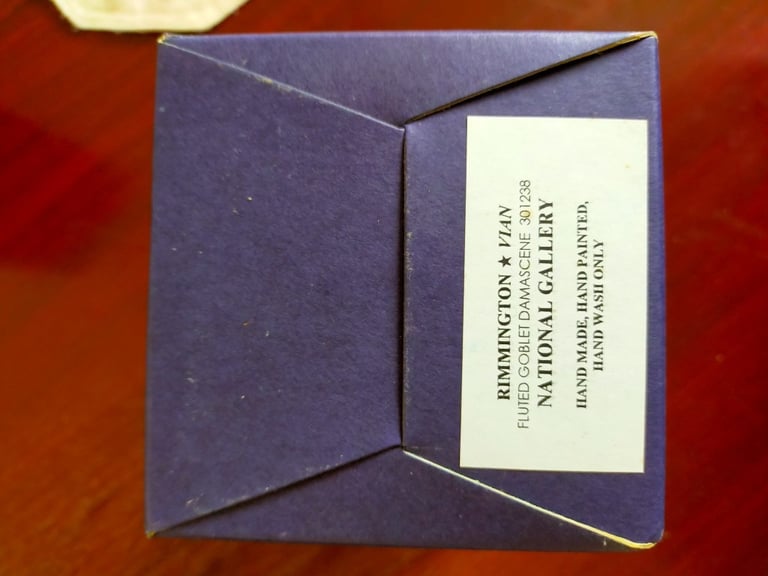 RIMMINGTON ★ VIAN
FLUTED GOBLET DAMASCENE 301238
NATIONAL GALLERY
HAND MADE, HAND PAINTED,
HAND WASH ONLY